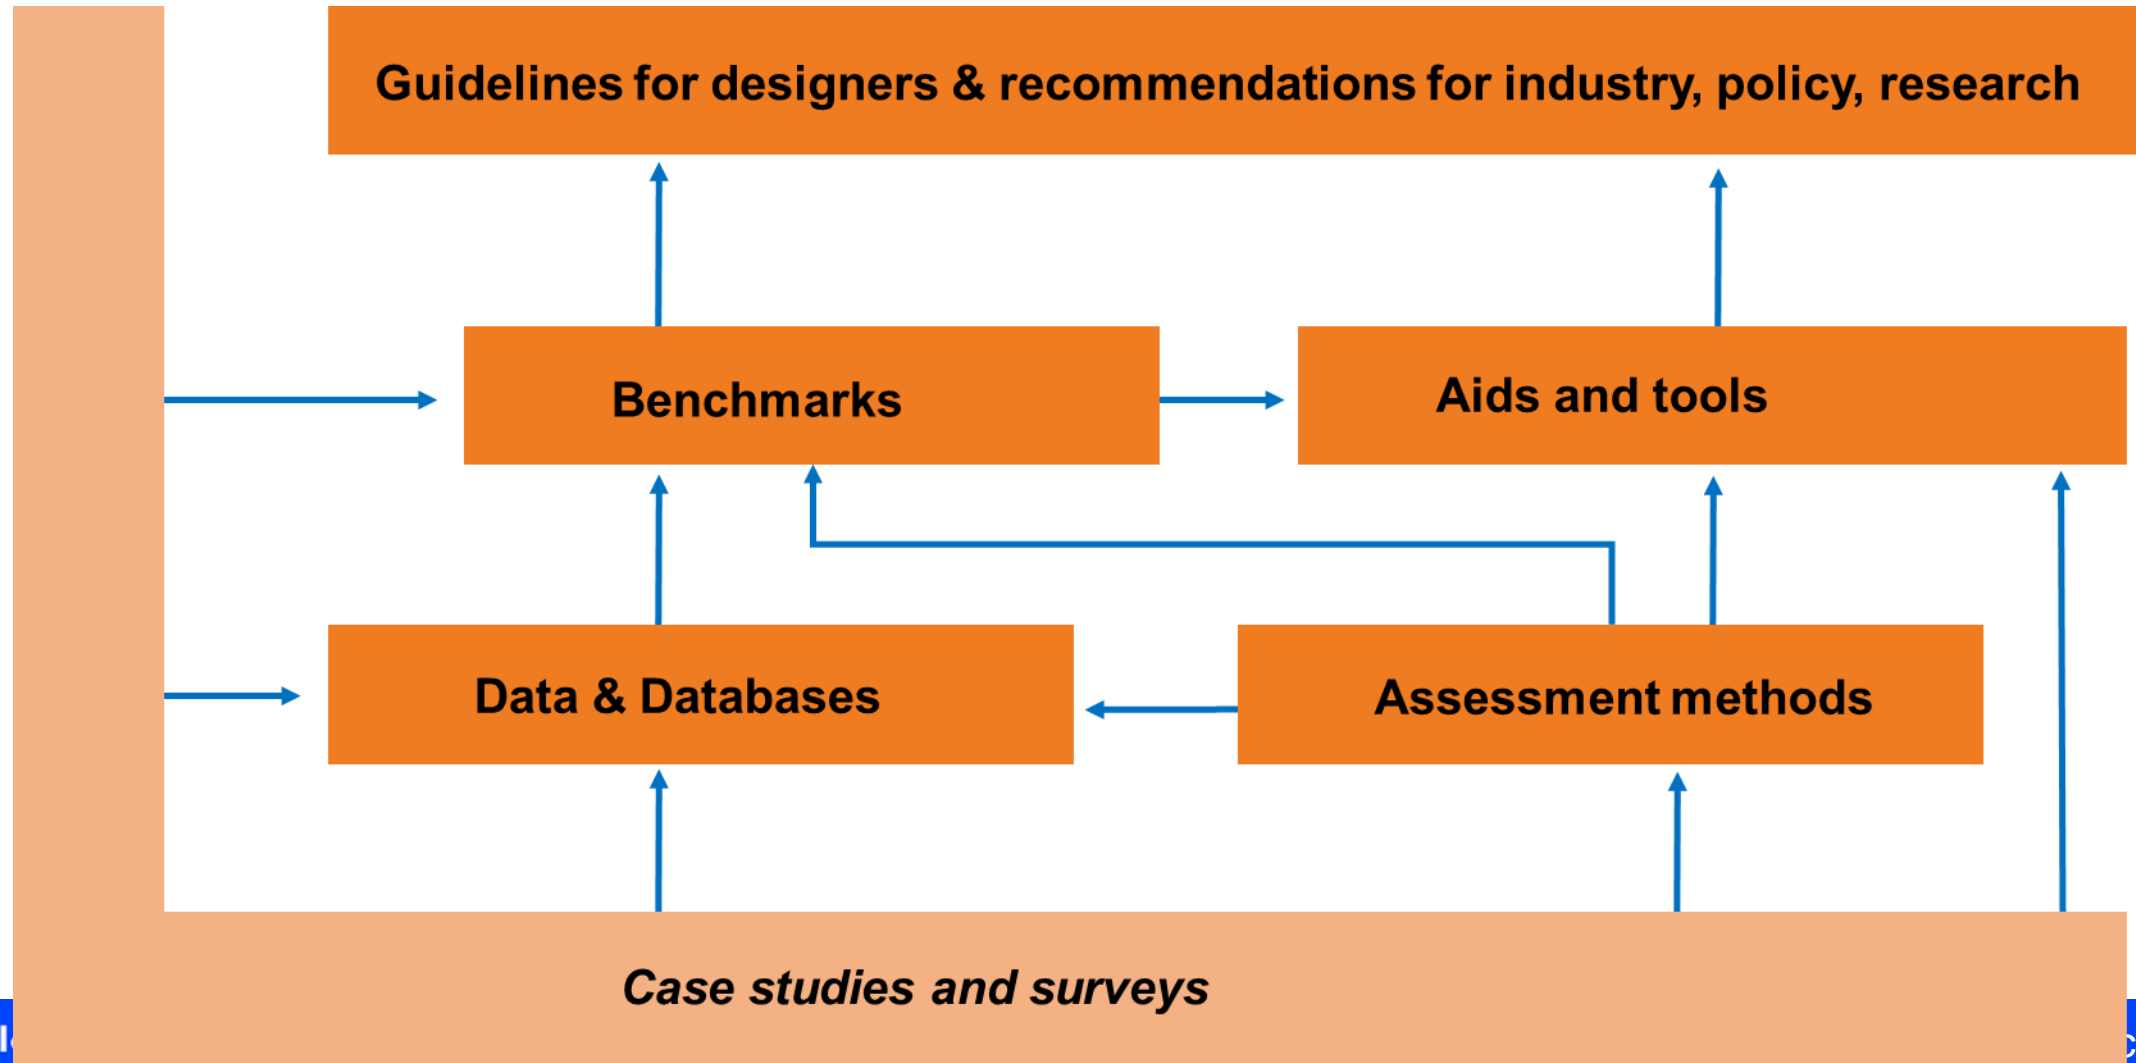 Guidelines for designers & recommendations for industry, policy, research
Benchmarks
Aids and tools
Data & Databases
Assessment methods
Case studies and surveys